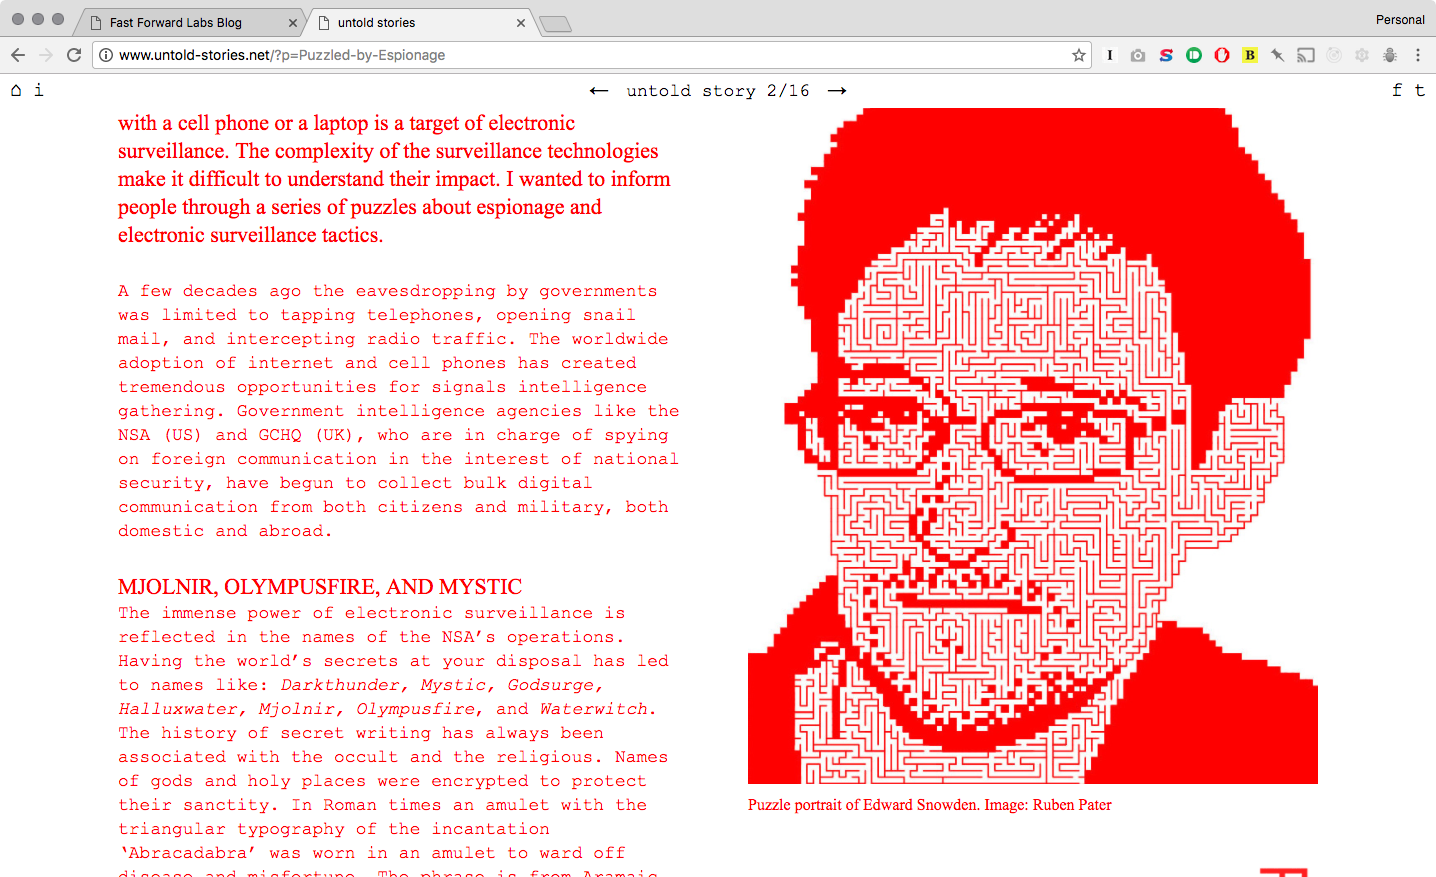 Fast Forward Labs Blog
untold stories
Personal
www.untold-stories.net/?p=Puzzled-by-Espionage
i
← untold story 2/16 →
f t
with a cell phone or a laptop is a target of electronic
surveillance. The complexity of the surveillance technologies
make it difficult to understand their impact. I wanted to inform
people through a series of puzzles about espionage and
electronic surveillance tactics.
A few decades ago the eavesdropping by governments
was limited to tapping telephones, opening snail
mail, and intercepting radio traffic. The worldwide
adoption of internet and cell phones has created
tremendous opportunities for signals intelligence
gathering. Government intelligence agencies like the
NSA (US) and GCHQ (UK), who are in charge of spying
on foreign communication in the interest of national
security, have begun to collect bulk digital
communication from both citizens and military, both
domestic and abroad.
MJOLNIR, OLYMPUSFIRE, AND MYSTIC
The immense power of electronic surveillance is
reflected in the names of the NSA’s operations.
Having the world’s secrets at your disposal has led
to names like: Darkthunder, Mystic, Godsurge,
Halluxwater, Mjolnir, Olympusfire, and Waterwitch.
The history of secret writing has always been
associated with the occult and the religious. Names
of gods and holy places were encrypted to protect
their sanctity. In Roman times an amulet with the
triangular typography of the incantation
‘Abracadabra’ was worn in an amulet to ward off
disease and misfortune. The phrase is from Aramaic
Puzzle portrait of Edward Snowden. Image: Ruben Pater